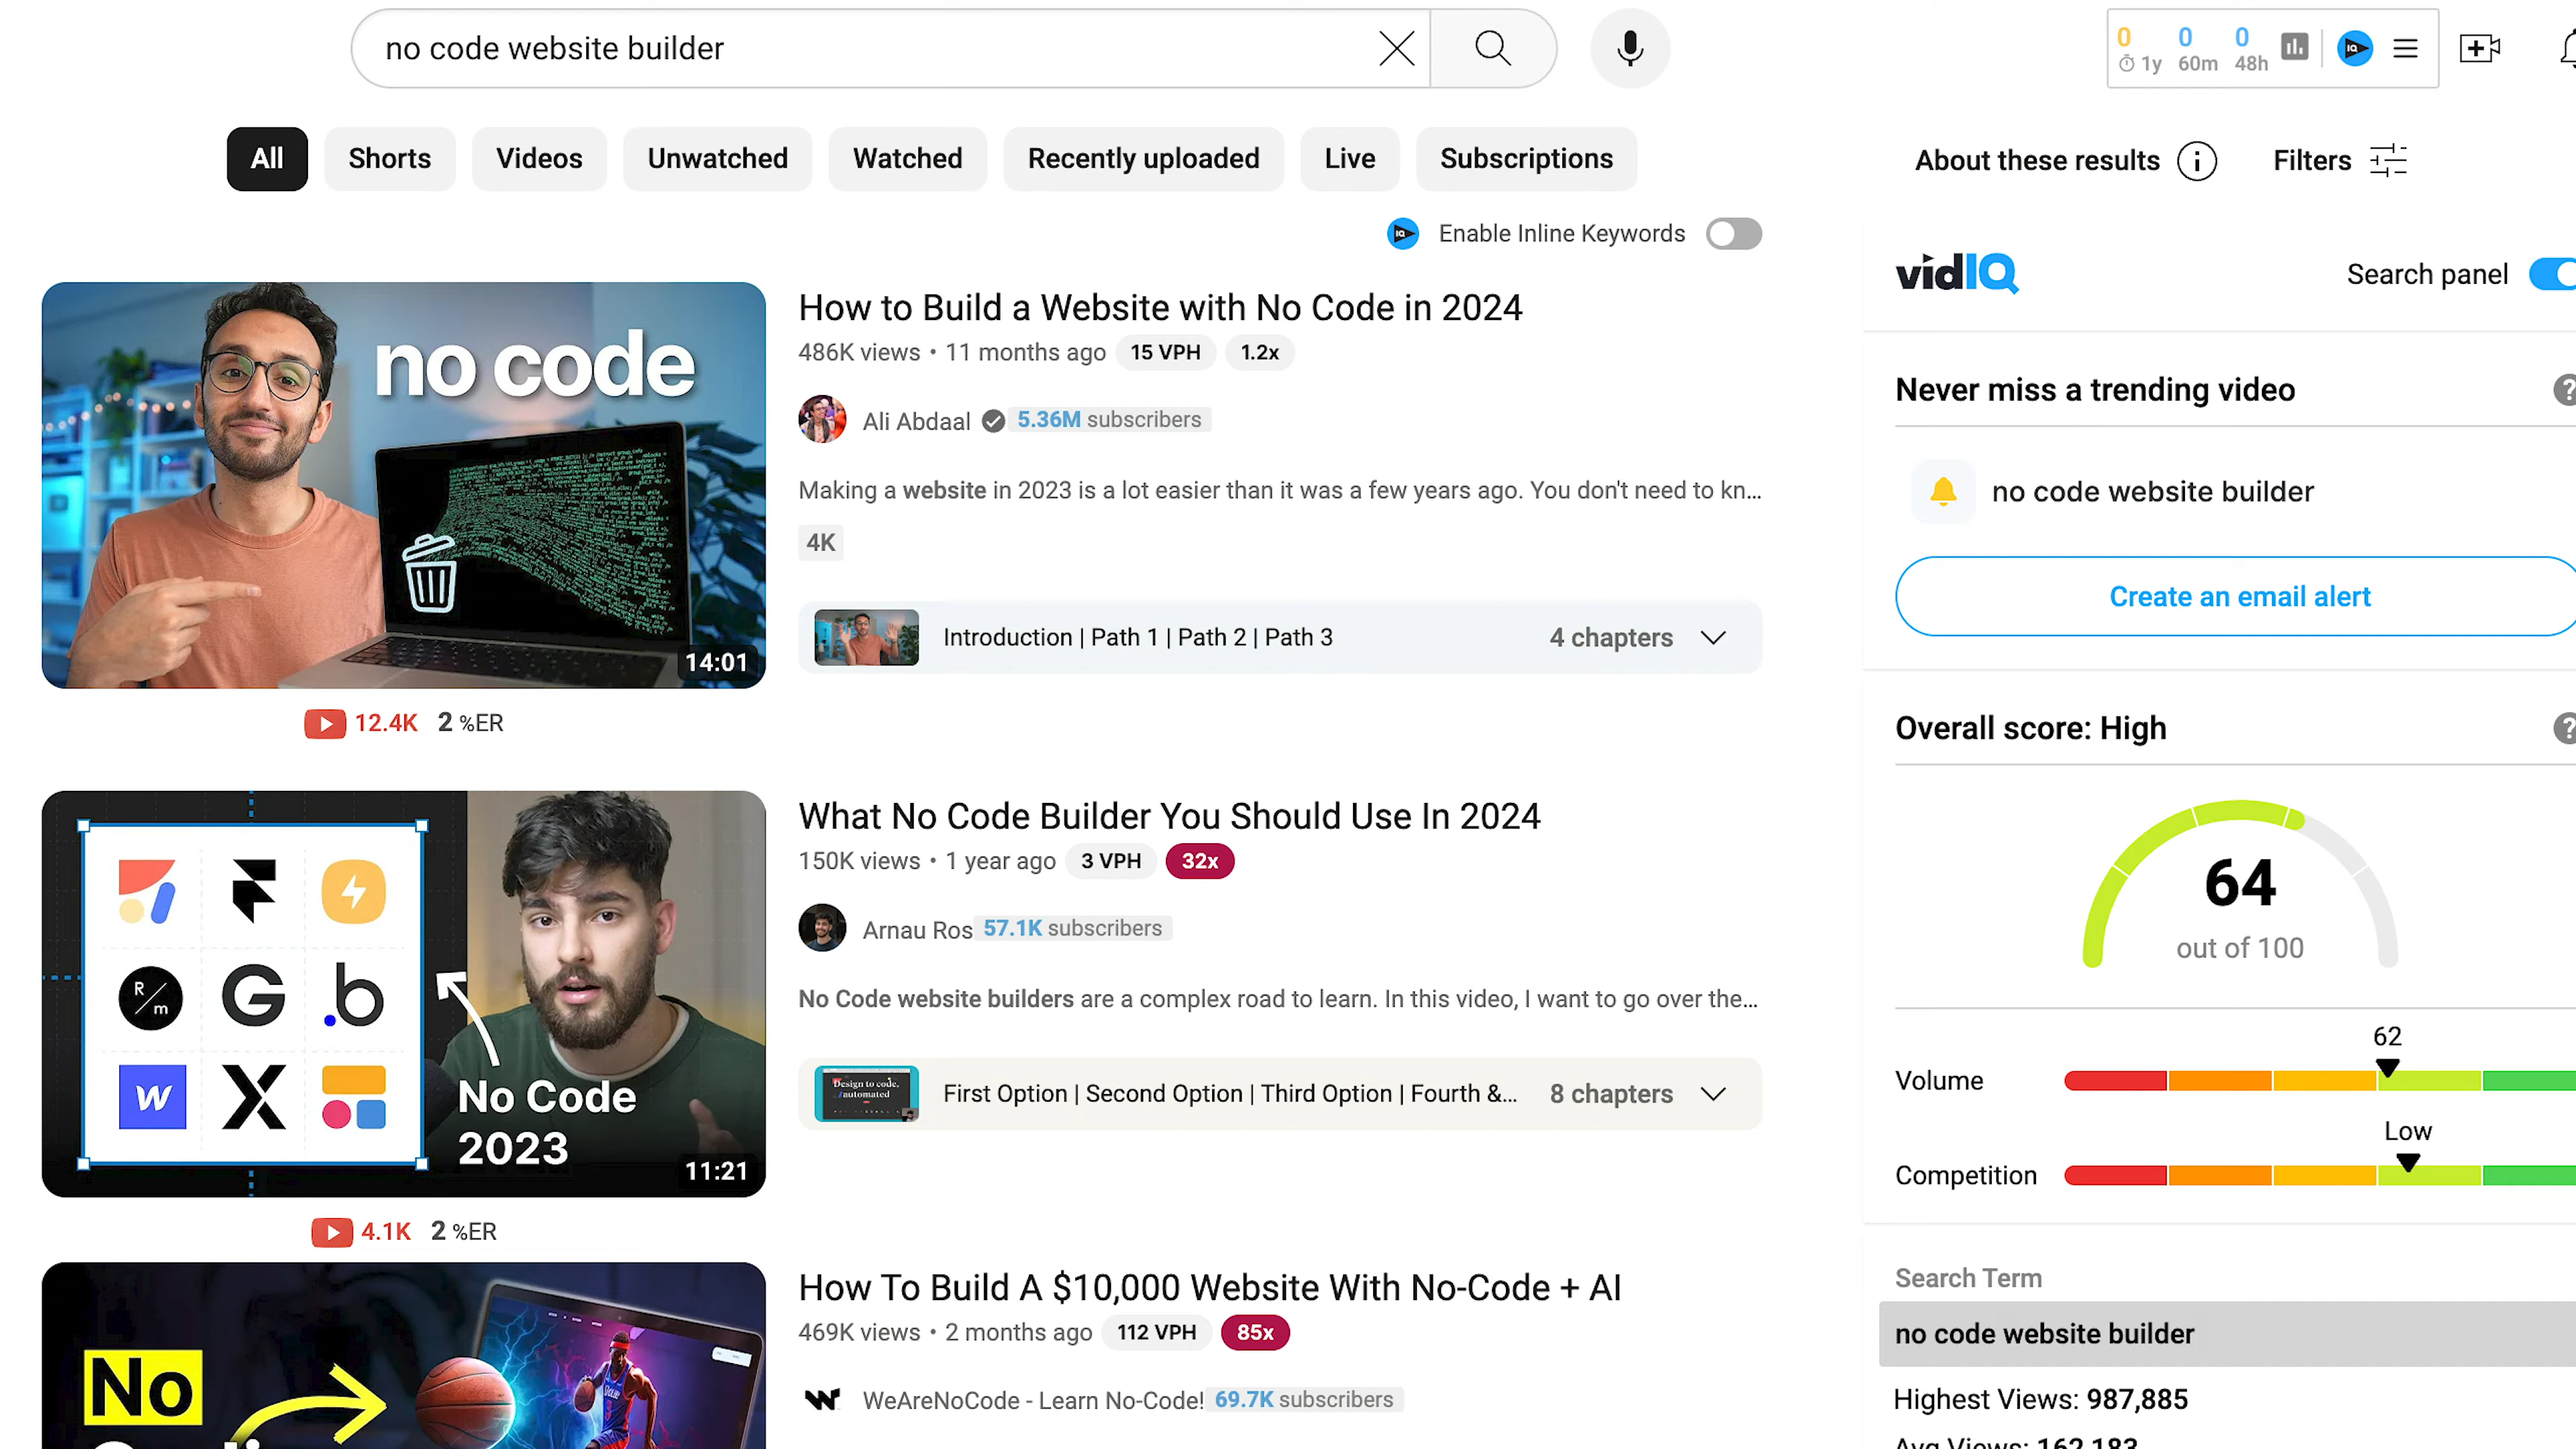 no code website builder
0 0 0
1y 60m 48h
All Shorts Videos Unwatched Watched Recently uploaded Live Subscriptions
About these results Filters
Enable Inline Keywords
no code
14:01
12.4K 2 %ER
How to Build a Website with No Code in 2024
486K views • 11 months ago 15 VPH 1.2x
Ali Abdaal 5.36M subscribers
Making a website in 2023 is a lot easier than it was a few years ago. You don't need to kn...
4K
Introduction | Path 1 | Path 2 | Path 3 4 chapters
R/m G .b
W X
No Code
2023
11:21
4.1K 2 %ER
What No Code Builder You Should Use In 2024
150K views • 1 year ago 3 VPH 32x
Arnau Ros 57.1K subscribers
No Code website builders are a complex road to learn. In this video, I want to go over the...
Design to code,
automated
First Option | Second Option | Third Option | Fourth &... 8 chapters
No
How To Build A $10,000 Website With No-Code + AI
469K views • 2 months ago 112 VPH 85x
WeAreNoCode - Learn No-Code! 69.7K subscribers
vidIQ Search panel
Never miss a trending video ?
no code website builder
Create an email alert
Overall score: High ?
64
out of 100
62
Volume
Low
Competition
Search Term
no code website builder
Highest Views: 987,885
Avg Views: 162,183